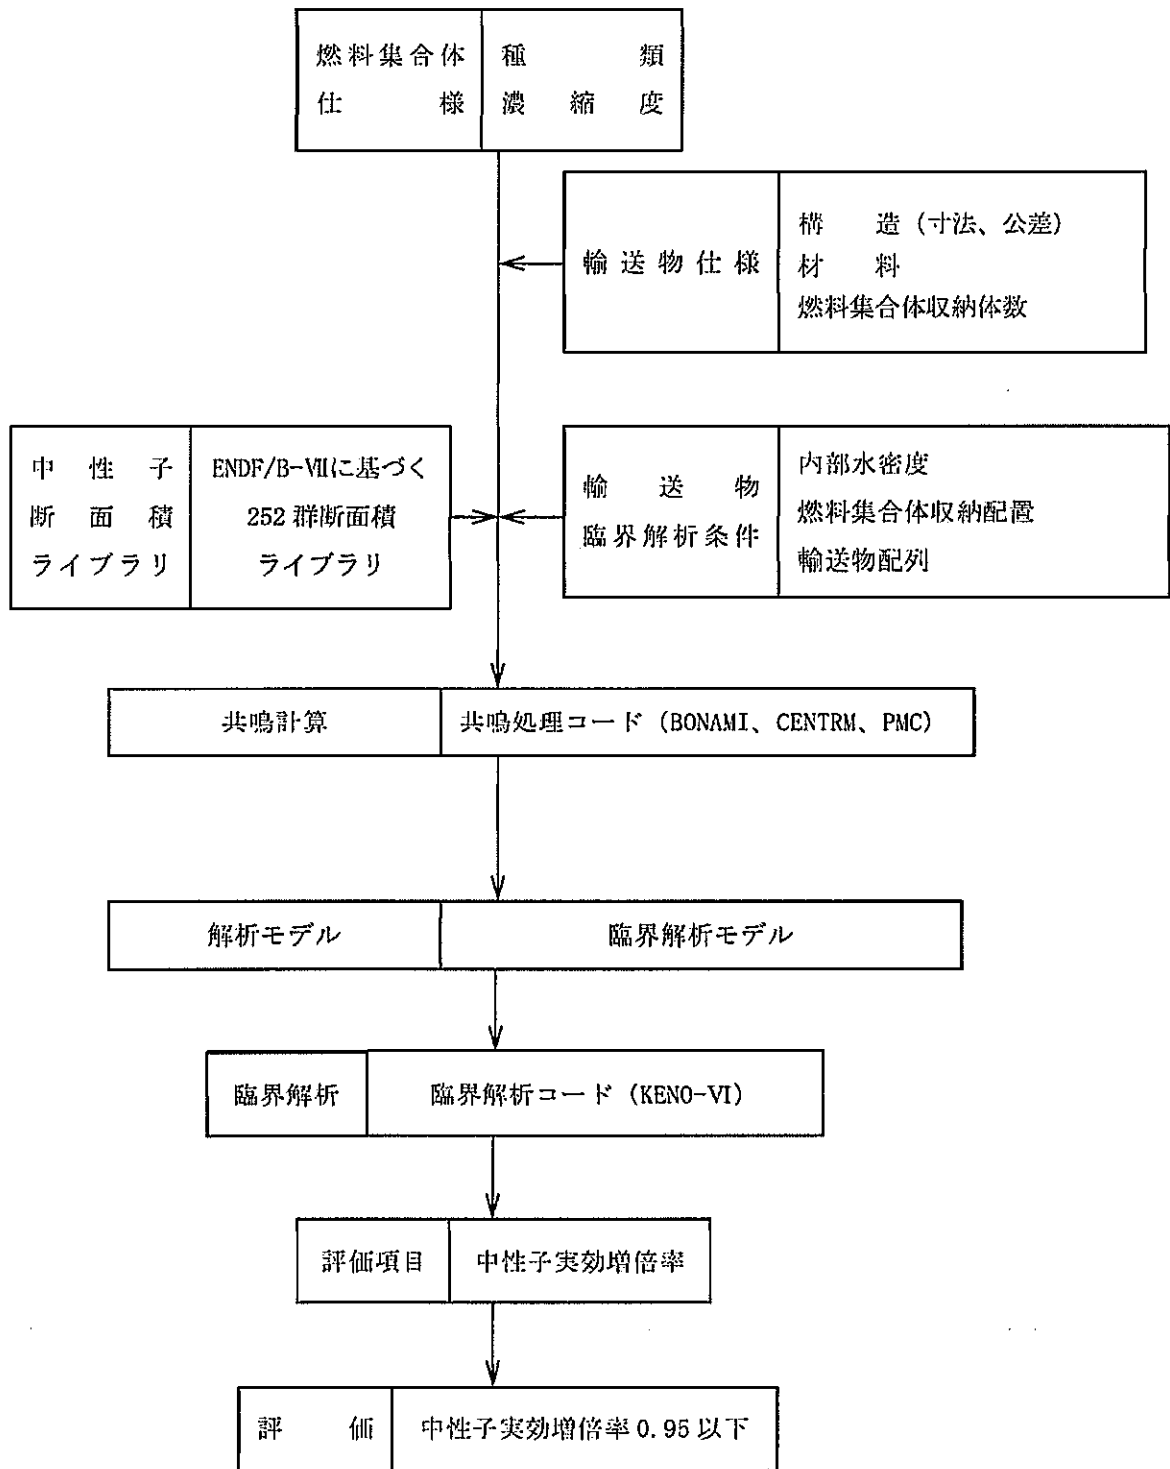 燃料集合体
仕様
種類
濃縮度
輸送物仕様
構造（寸法、公差）
材料
燃料集合体収納体数
中性子
断面積
ライブラリ
ENDF/B-Ⅶに基づく
252 群断面積
ライブラリ
輸送物
臨界解析条件
内部水密度
燃料集合体収納配置
輸送物配列
共鳴計算
共鳴処理コード（BONAMI、CENTRM、PMC）
解析モデル
臨界解析モデル
臨界解析
臨界解析コード（KENO-VI）
評価項目
中性子実効増倍率
評価
中性子実効増倍率 0.95 以下